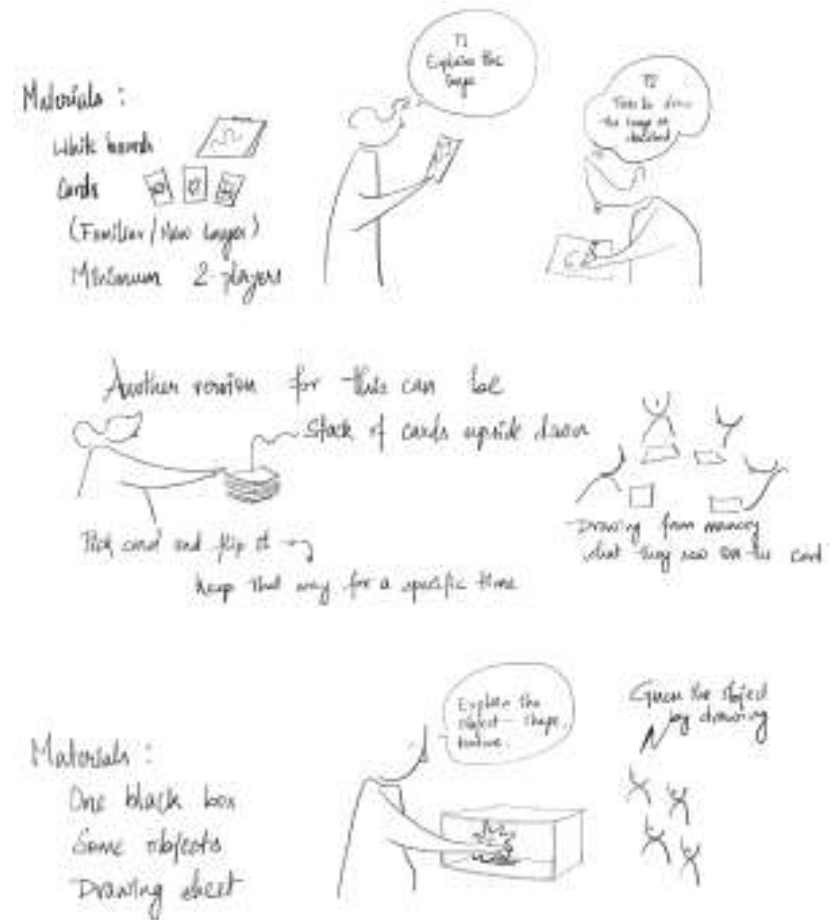 Materials :
White boards
Cards
(Familiar/New images)
Minimum 2 players
T1
Explains the
image
T2
Tries to draw
the image as
described
Another version for this can be
Stack of cards upside down
Pick card and flip it
keep that way for a specific time
Drawing from memory
what they saw on the card
Materials :
One black box
Some objects
Drawing sheet
Explain the
object - shape,
texture.
Guess the object
by drawing